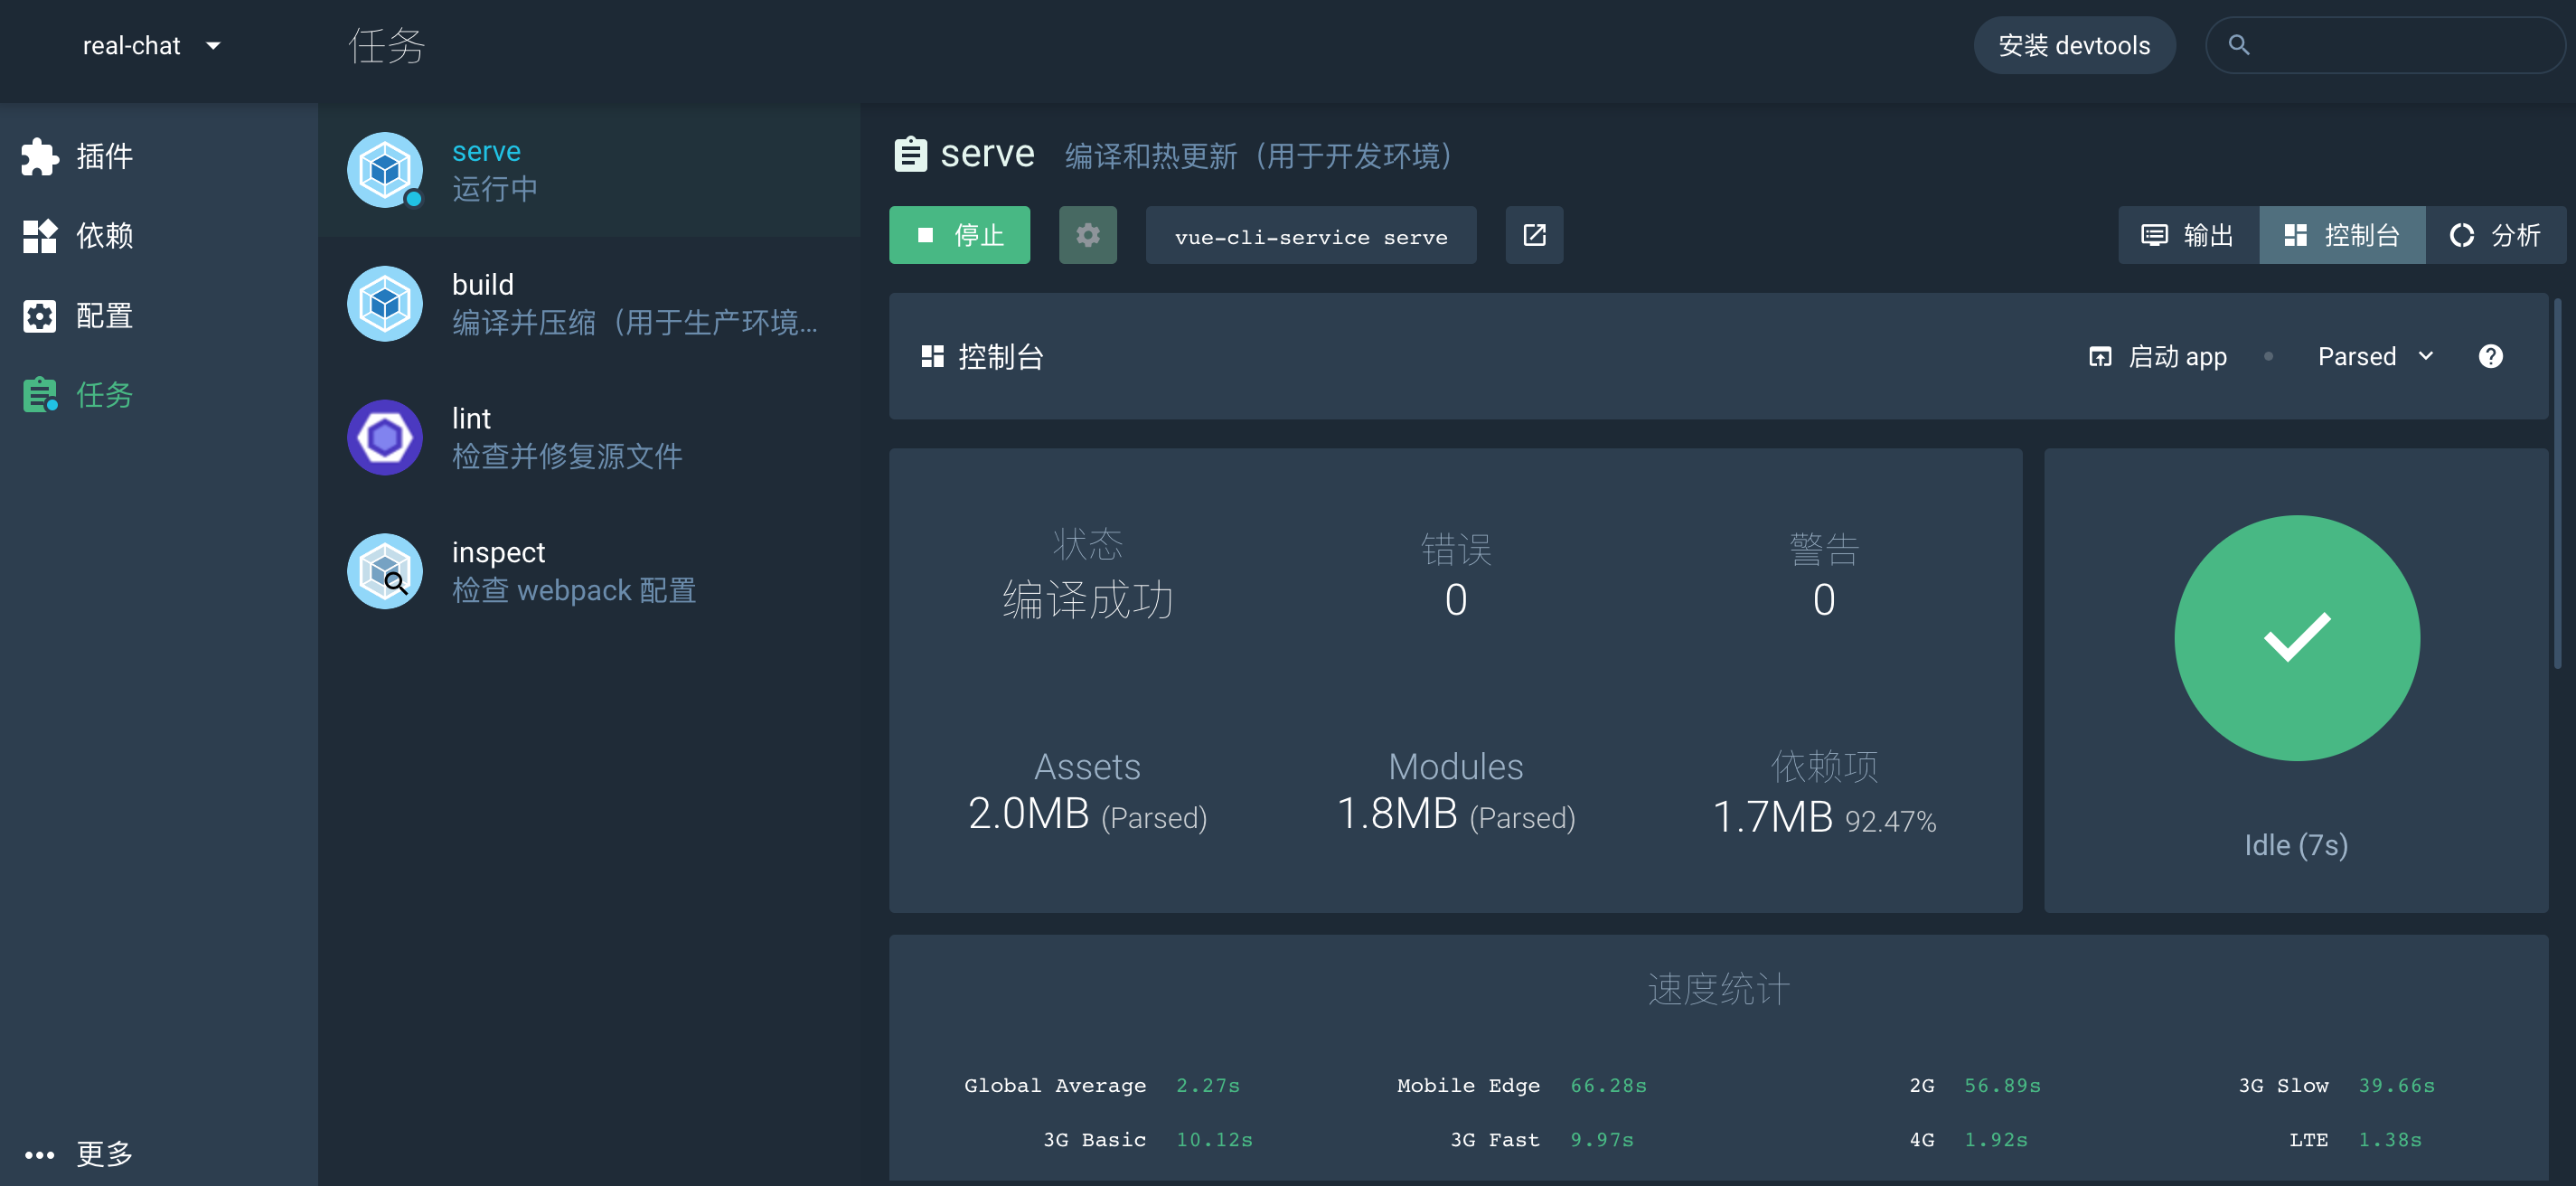 real-chat
任务
安装 devtools
插件
依赖
配置
任务
更多
serve
运行中
build
编译并压缩（用于生产环境...
lint
检查并修复源文件
inspect
检查 webpack 配置
serve 编译和热更新（用于开发环境）
停止
vue-cli-service serve
输出
控制台
分析
控制台
启动 app
Parsed
状态
编译成功
错误
0
警告
0
Assets
2.0MB (Parsed)
Modules
1.8MB (Parsed)
依赖项
1.7MB 92.47%
Idle (7s)
速度统计
Global Average 2.27s
Mobile Edge 66.28s
2G 56.89s
3G Slow 39.66s
3G Basic 10.12s
3G Fast 9.97s
4G 1.92s
LTE 1.38s